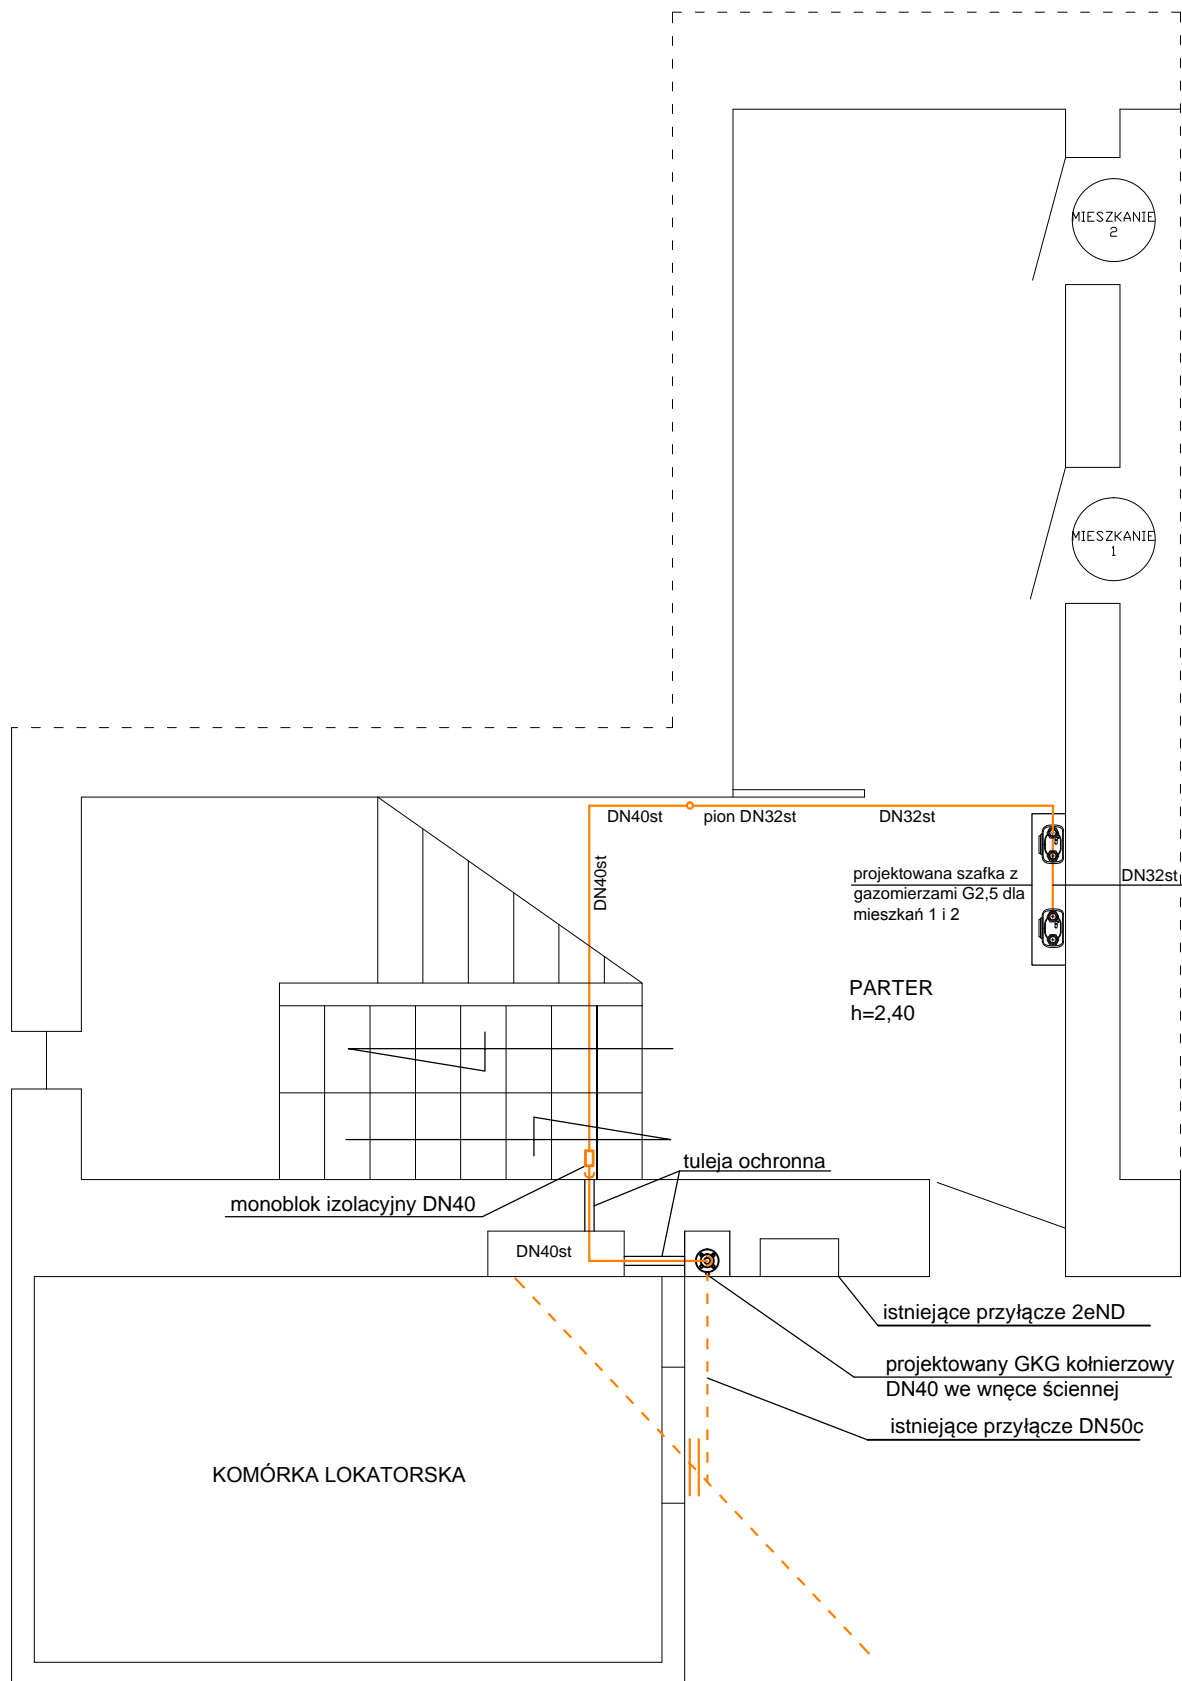 MIESZKANIE
2
MIESZKANIE
1
DN40st
pion DN32st
DN32st
DN40st
projektowana szafka z
gazomierzami G2,5 dla
mieszkań 1 i 2
DN32st
PARTER
h=2,40
tuleja ochronna
monoblok izolacyjny DN40
DN40st
istniejące przyłącze 2eND
projektowany GKG kołnierzowy
DN40 we wnęce ściennej
istniejące przyłącze DN50c
KOMÓRKA LOKATORSKA